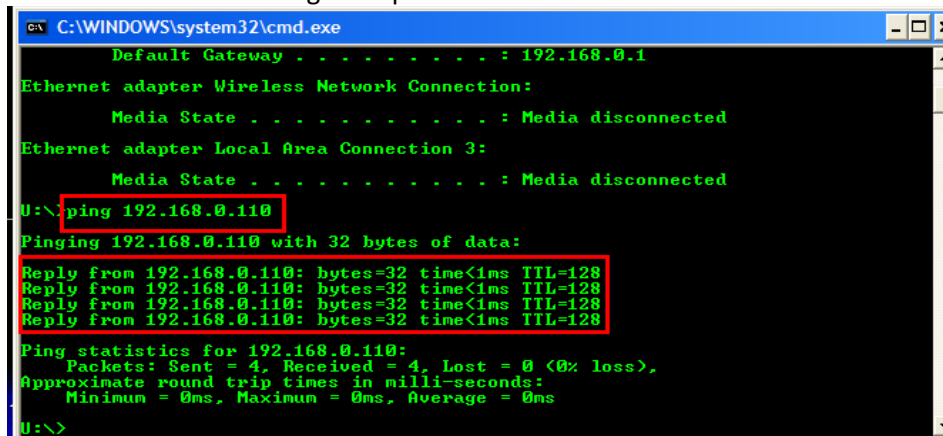 C:\WINDOWS\system32\cmd.exe
Default Gateway . . . . . . . . . : 192.168.0.1
Ethernet adapter Wireless Network Connection:
Media State . . . . . . . . . . . : Media disconnected
Ethernet adapter Local Area Connection 3:
Media State . . . . . . . . . . . : Media disconnected
U:\>ping 192.168.0.110
Pinging 192.168.0.110 with 32 bytes of data:
Reply from 192.168.0.110: bytes=32 time<1ms TTL=128
Reply from 192.168.0.110: bytes=32 time<1ms TTL=128
Reply from 192.168.0.110: bytes=32 time<1ms TTL=128
Reply from 192.168.0.110: bytes=32 time<1ms TTL=128
Ping statistics for 192.168.0.110:
Packets: Sent = 4, Received = 4, Lost = 0 (0% loss),
Approximate round trip times in milli-seconds:
Minimum = 0ms, Maximum = 0ms, Average = 0ms
U:\>